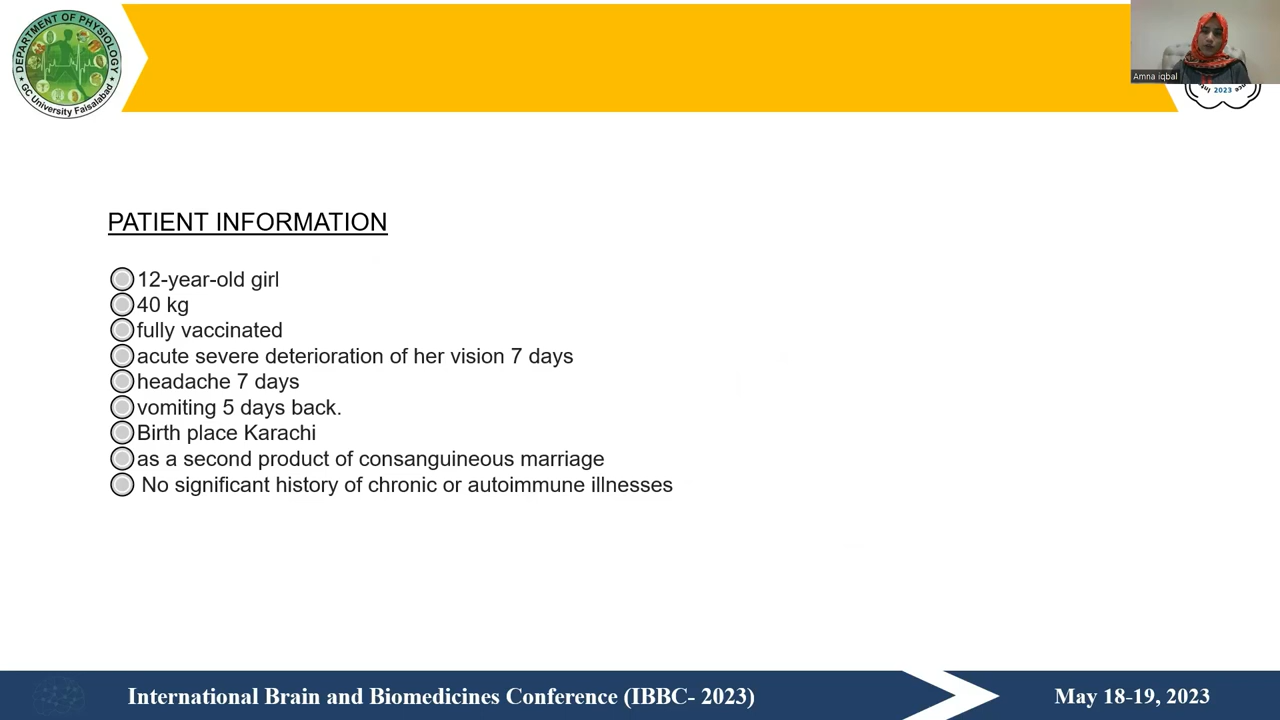 DEPARTMENT OF PHYSIOLOGY
GC University Faisalabad
Amna iqbal
2023
PATIENT INFORMATION
12-year-old girl
40 kg
fully vaccinated
acute severe deterioration of her vision 7 days
headache 7 days
vomiting 5 days back.
Birth place Karachi
as a second product of consanguineous marriage
No significant history of chronic or autoimmune illnesses
International Brain and Biomedicines Conference (IBBC- 2023)
May 18-19, 2023